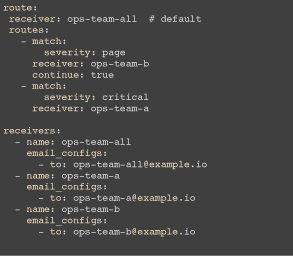 route:
 receiver: ops-team-all  # default
 routes:
  - match:
      severity: page
    receiver: ops-team-b
    continue: true
  - match:
      severity: critical
    receiver: ops-team-a

receivers:
 - name: ops-team-all
   email_configs:
    - to: ops-team-all@example.io
 - name: ops-team-a
   email_configs:
    - to: ops-team-a@example.io
 - name: ops-team-b
   email_configs:
    - to: ops-team-b@example.io